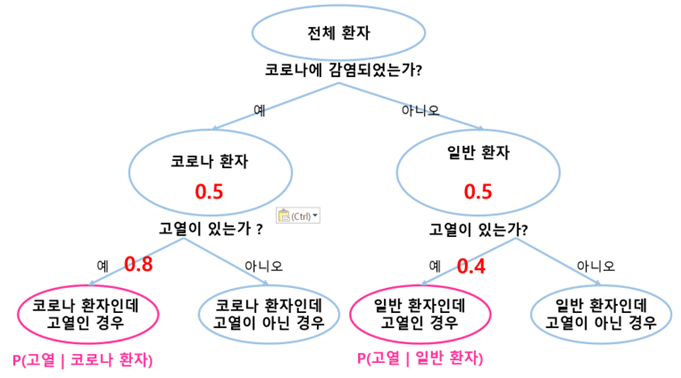 전체 환자
코로나에 감염되었는가?
예
아니오
코로나 환자
0.5
일반 환자
0.5
(Ctrl)
고열이 있는가 ?
고열이 있는가?
예
0.8
아니오
예
0.4
아니오
코로나 환자인데
고열인 경우
코로나 환자인데
고열이 아닌 경우
일반 환자인데
고열인 경우
일반 환자인데
고열이 아닌 경우
P(고열 | 코로나 환자)
P(고열 | 일반 환자)